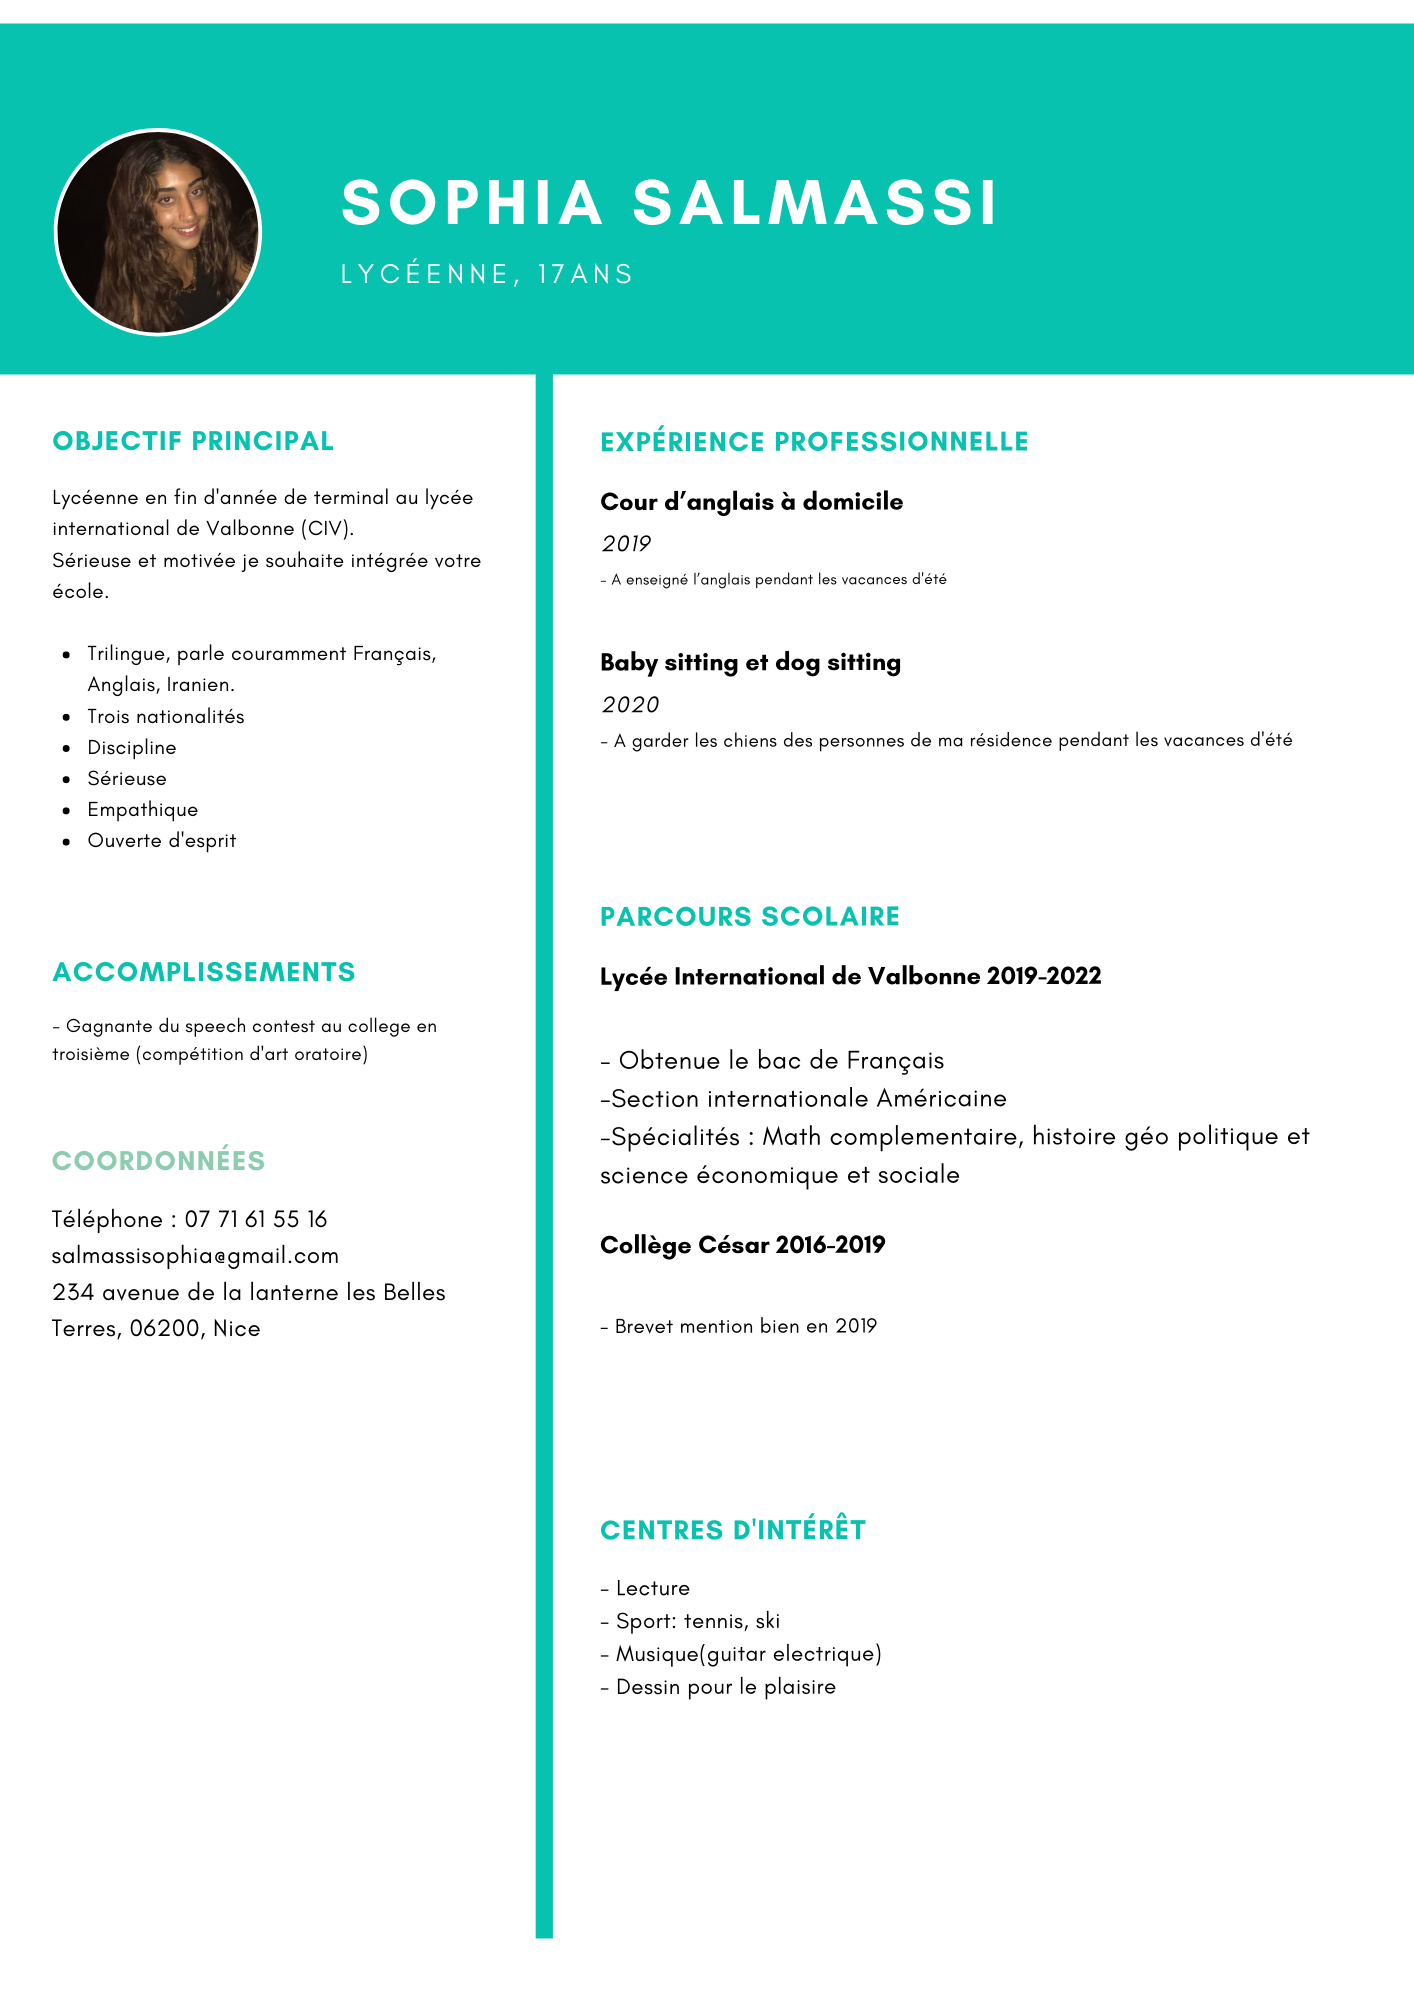 SOPHIA SALMASSI
LYCÉENNE, 17ANS
OBJECTIF PRINCIPAL
Lycéenne en fin d'année de terminal au lycée
international de Valbonne (CIV).
Sérieuse et motivée je souhaite intégrée votre
école.
• Trilingue, parle couramment Français,
Anglais, Iranien.
• Trois nationalités
• Discipline
• Sérieuse
• Empathique
• Ouverte d'esprit
ACCOMPLISSEMENTS
- Gagnante du speech contest au college en
troisième (compétition d'art oratoire)
COORDONNÉES
Téléphone : 07 71 61 55 16
salmassisophia@gmail.com
234 avenue de la lanterne les Belles
Terres, 06200, Nice
EXPÉRIENCE PROFESSIONNELLE
Cour d’anglais à domicile
2019
- A enseigné l’anglais pendant les vacances d'été
Baby sitting et dog sitting
2020
- A garder les chiens des personnes de ma résidence pendant les vacances d'été
PARCOURS SCOLAIRE
Lycée International de Valbonne 2019-2022
- Obtenue le bac de Français
-Section internationale Américaine
-Spécialités : Math complementaire, histoire géo politique et
science économique et sociale
Collège César 2016-2019
- Brevet mention bien en 2019
CENTRES D'INTÉRÊT
- Lecture
- Sport: tennis, ski
- Musique(guitar electrique)
- Dessin pour le plaisire